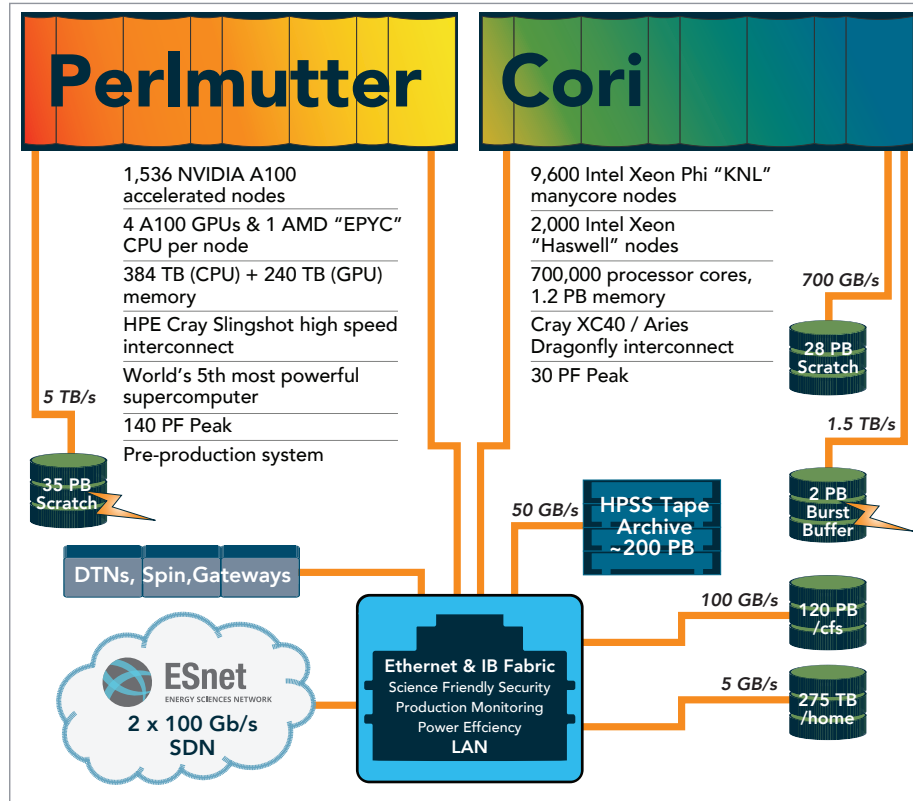 Perlmutter
1,536 NVIDIA A100
accelerated nodes
4 A100 GPUs & 1 AMD “EPYC”
CPU per node
384 TB (CPU) + 240 TB (GPU)
memory
HPE Cray Slingshot high speed
interconnect
World’s 5th most powerful
supercomputer
140 PF Peak
Pre-production system
5 TB/s
35 PB
Scratch
Cori
9,600 Intel Xeon Phi “KNL”
manycore nodes
2,000 Intel Xeon
“Haswell” nodes
700,000 processor cores,
1.2 PB memory
Cray XC40 / Aries
Dragonfly interconnect
30 PF Peak
700 GB/s
28 PB
Scratch
1.5 TB/s
2 PB
Burst
Buffer
50 GB/s
HPSS Tape
Archive
~200 PB
DTNs, Spin,Gateways
100 GB/s
120 PB
/cfs
5 GB/s
275 TB
/home
Ethernet & IB Fabric
Science Friendly Security
Production Monitoring
Power Effciency
LAN
ESnet
ENERGY SCIENCES NETWORK
2 x 100 Gb/s
SDN